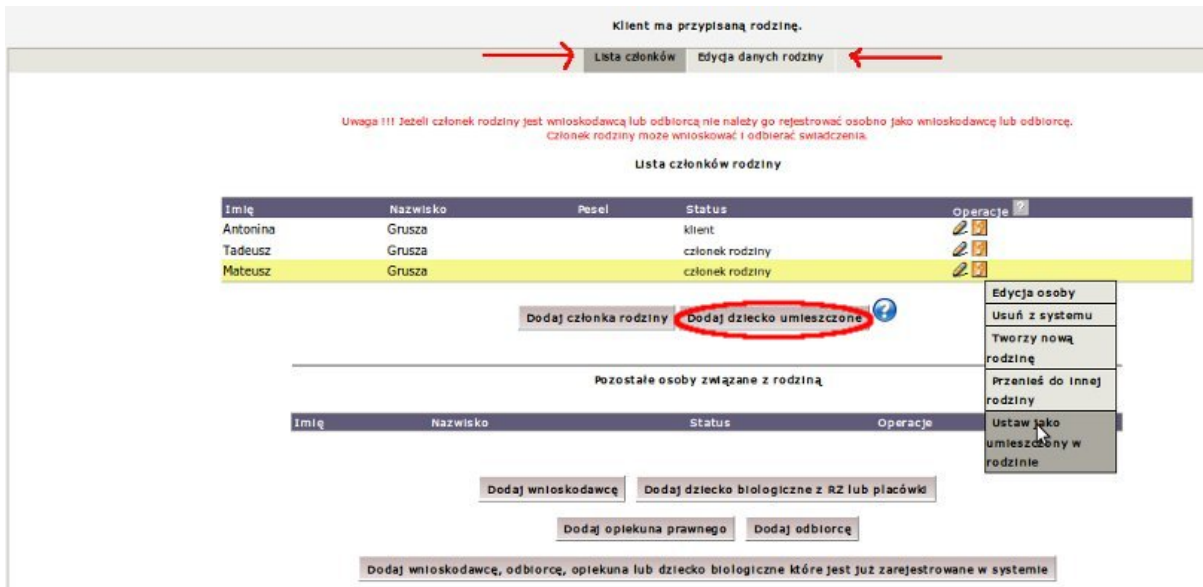 Klient ma przypisaną rodzinę.
Lista członków Edycja danych rodziny
Uwaga !!! Jeżeli członek rodziny jest wnioskodawcą lub odbiorcą nie należy go rejestrować osobno jako wnioskodawcę lub odbiorcę.
Członek rodziny może wnioskować i odbierać swiadczenia.
Lista członków rodziny
Imię Nazwisko Pesel Status Operacje ?
Antonina Grusza klient
Tadeusz Grusza członek rodziny
Mateusz Grusza członek rodziny
Edycja osoby
Usuń z systemu
Tworzy nową
rodzinę
Przenieś do innej
rodziny
Ustaw jako
umieszczony w
rodzinie
Dodaj członka rodziny Dodaj dziecko umieszczone ?
Pozostałe osoby związane z rodziną
Imię Nazwisko Status Operacje
Dodaj wnioskodawcę Dodaj dziecko biologiczne z RZ lub placówki
Dodaj opiekuna prawnego Dodaj odbiorcę
Dodaj wnioskodawcę, odbiorcę, opiekuna lub dziecko biologiczne które jest już zarejestrowane w systemie